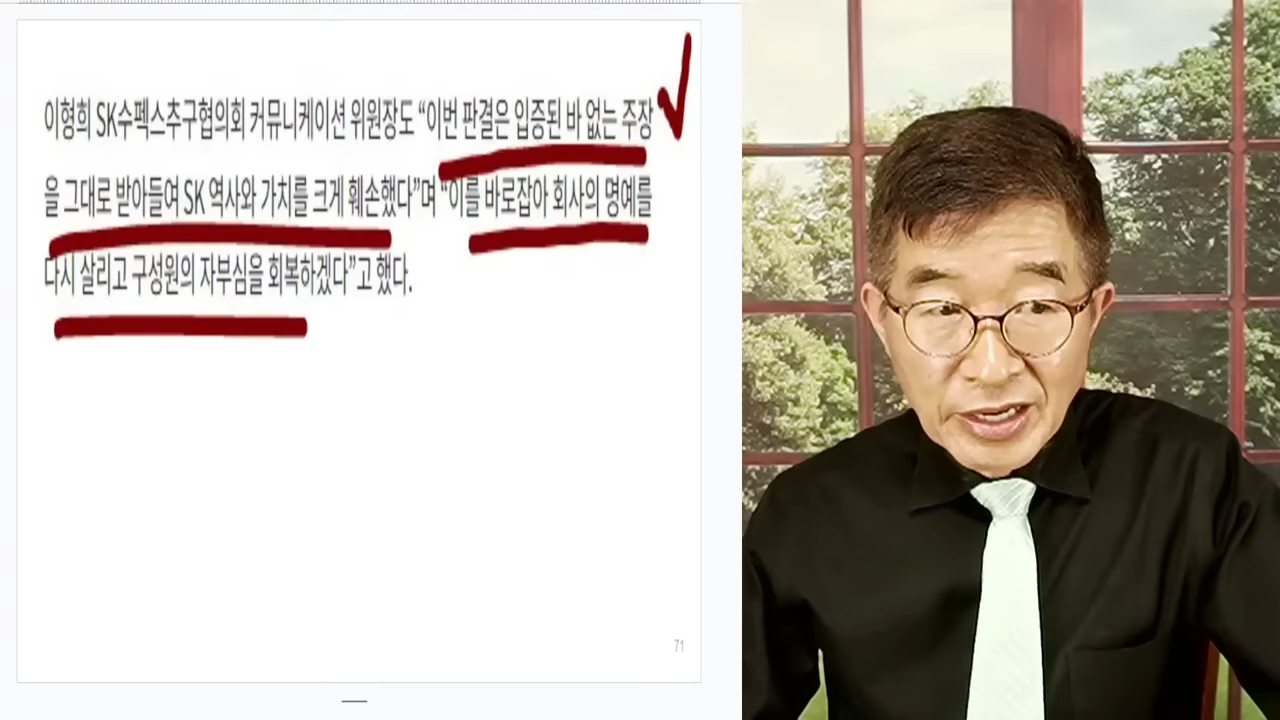 이형희 SK수펙스추구협의회 커뮤니케이션 위원장도 “이번 판결은 입증된 바 없는 주장
을 그대로 받아들여 SK 역사와 가치를 크게 훼손했다”며 “이를 바로잡아 회사의 명예를
다시 살리고 구성원의 자부심을 회복하겠다”고 했다.
71